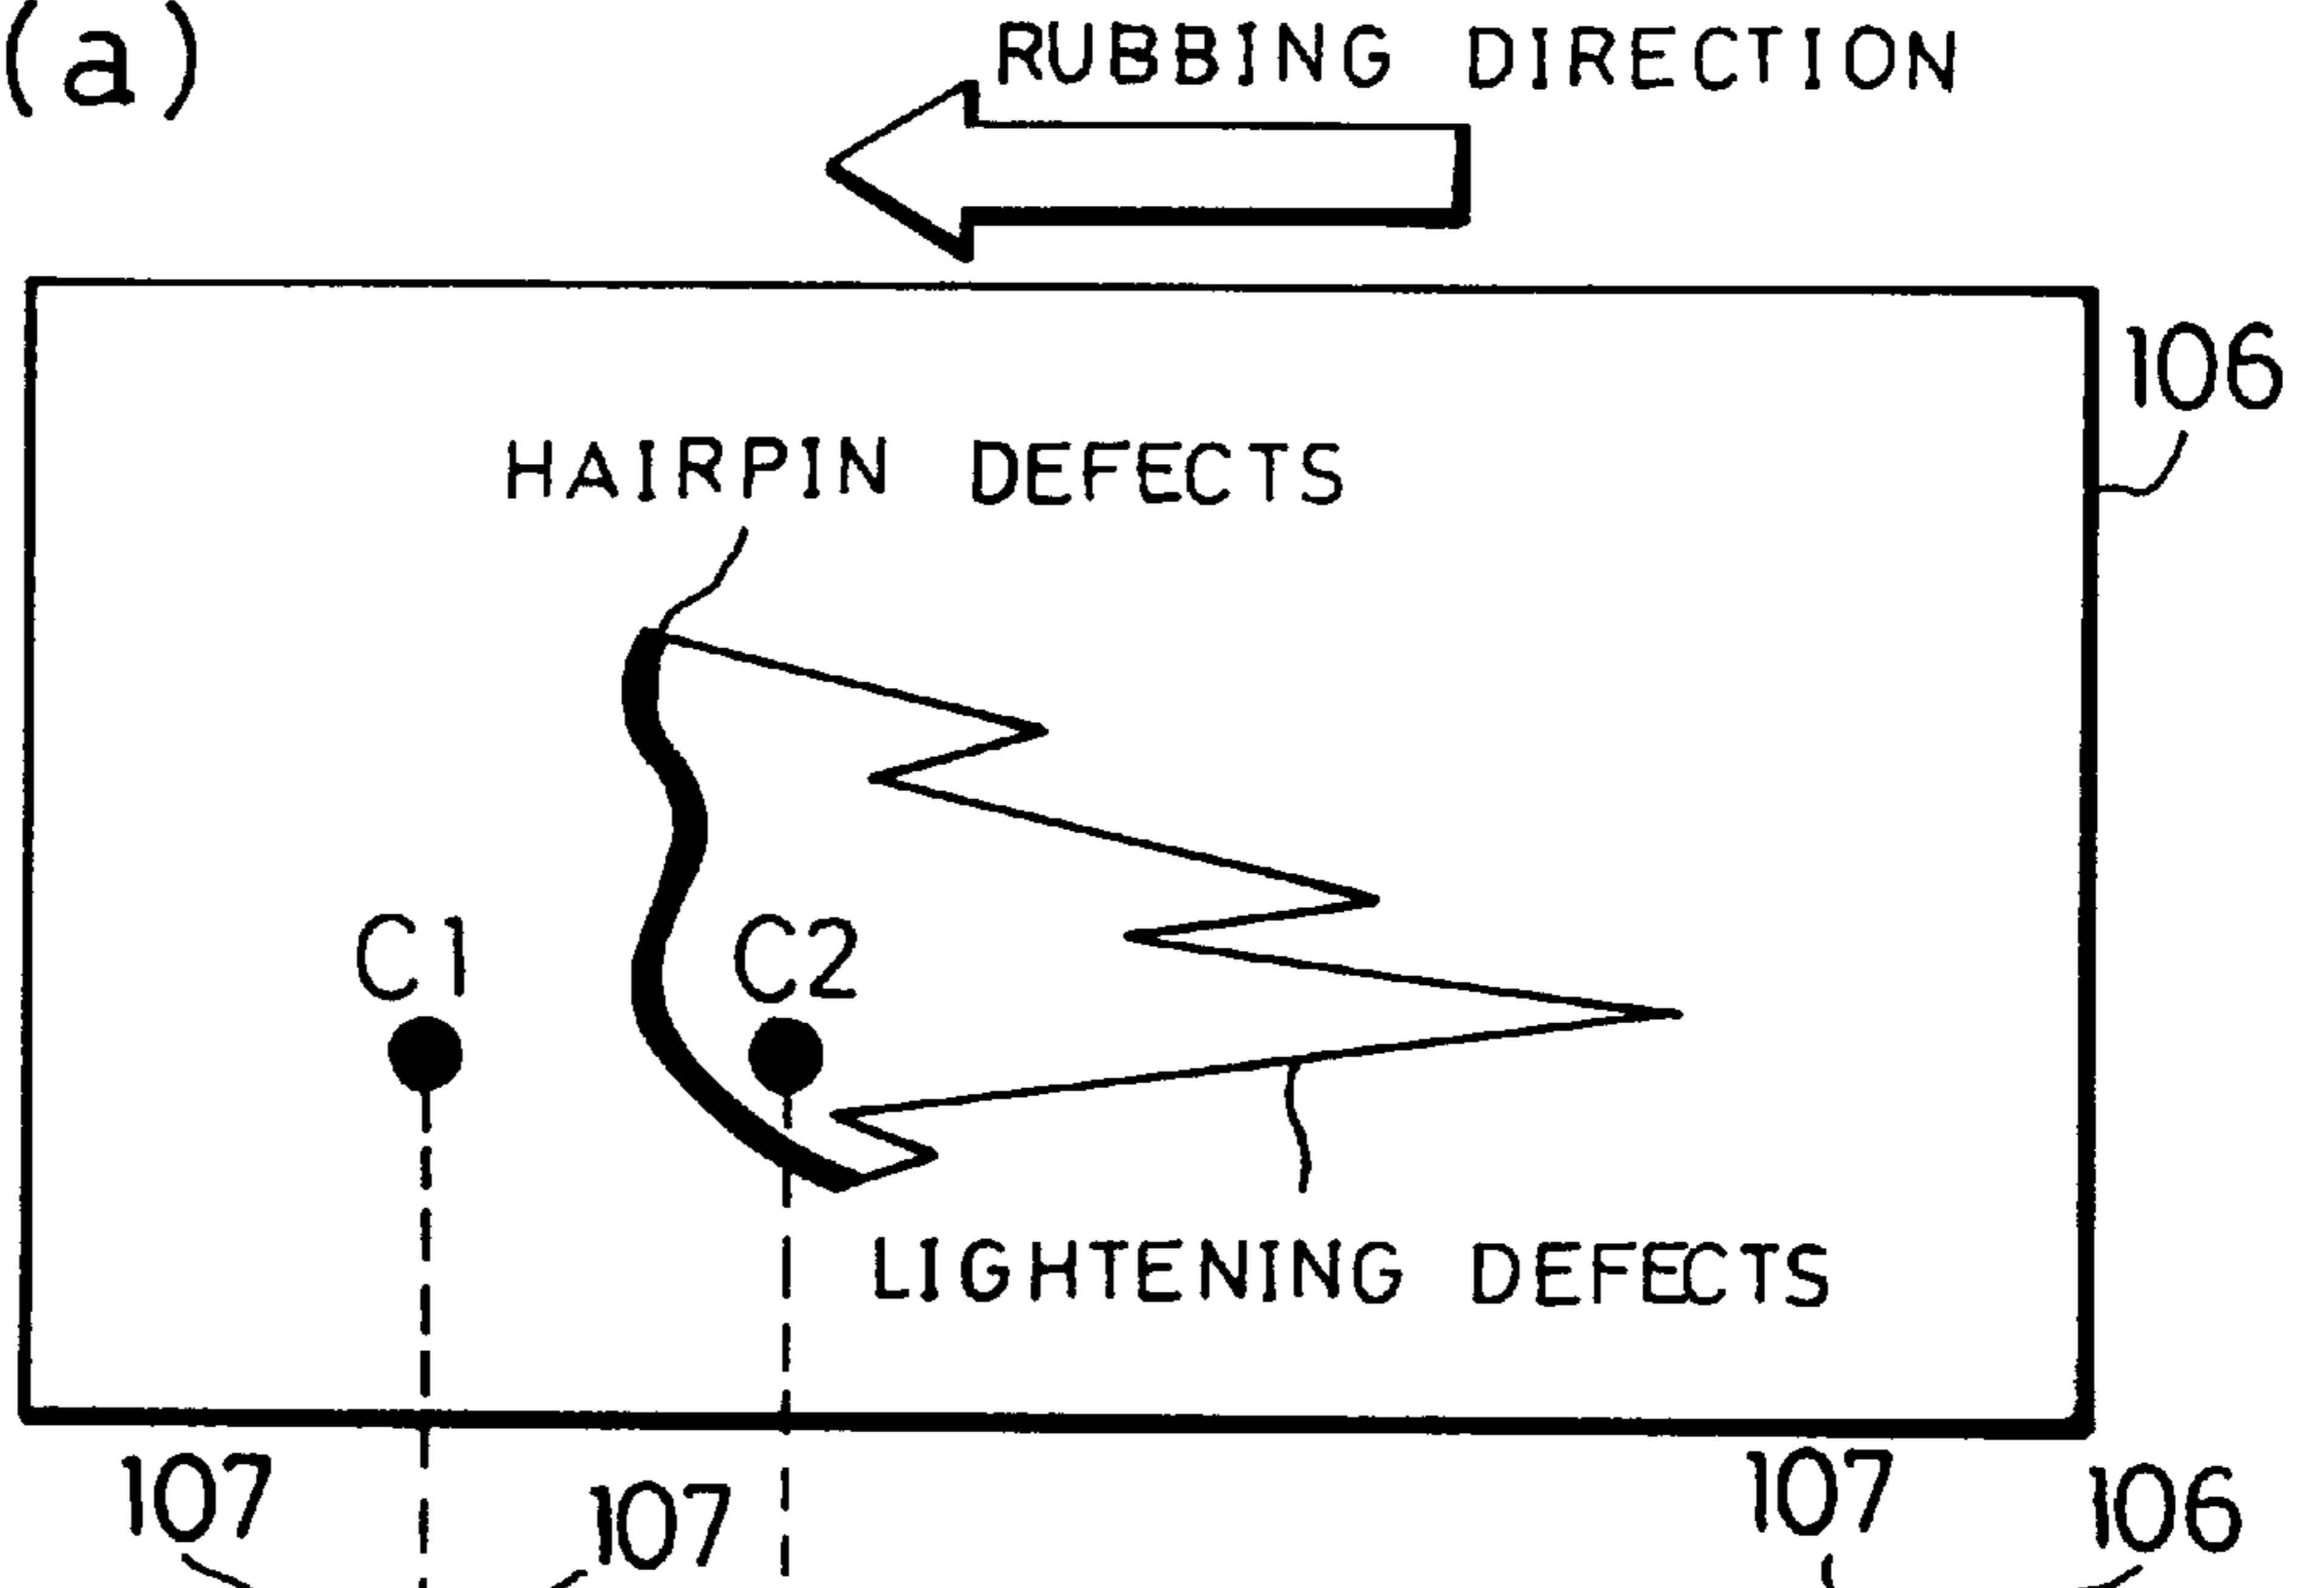 (a)
RUBBING DIRECTION
106
HAIRPIN DEFECTS
C1 C2
LIGHTENING DEFECTS
107 107 107 106